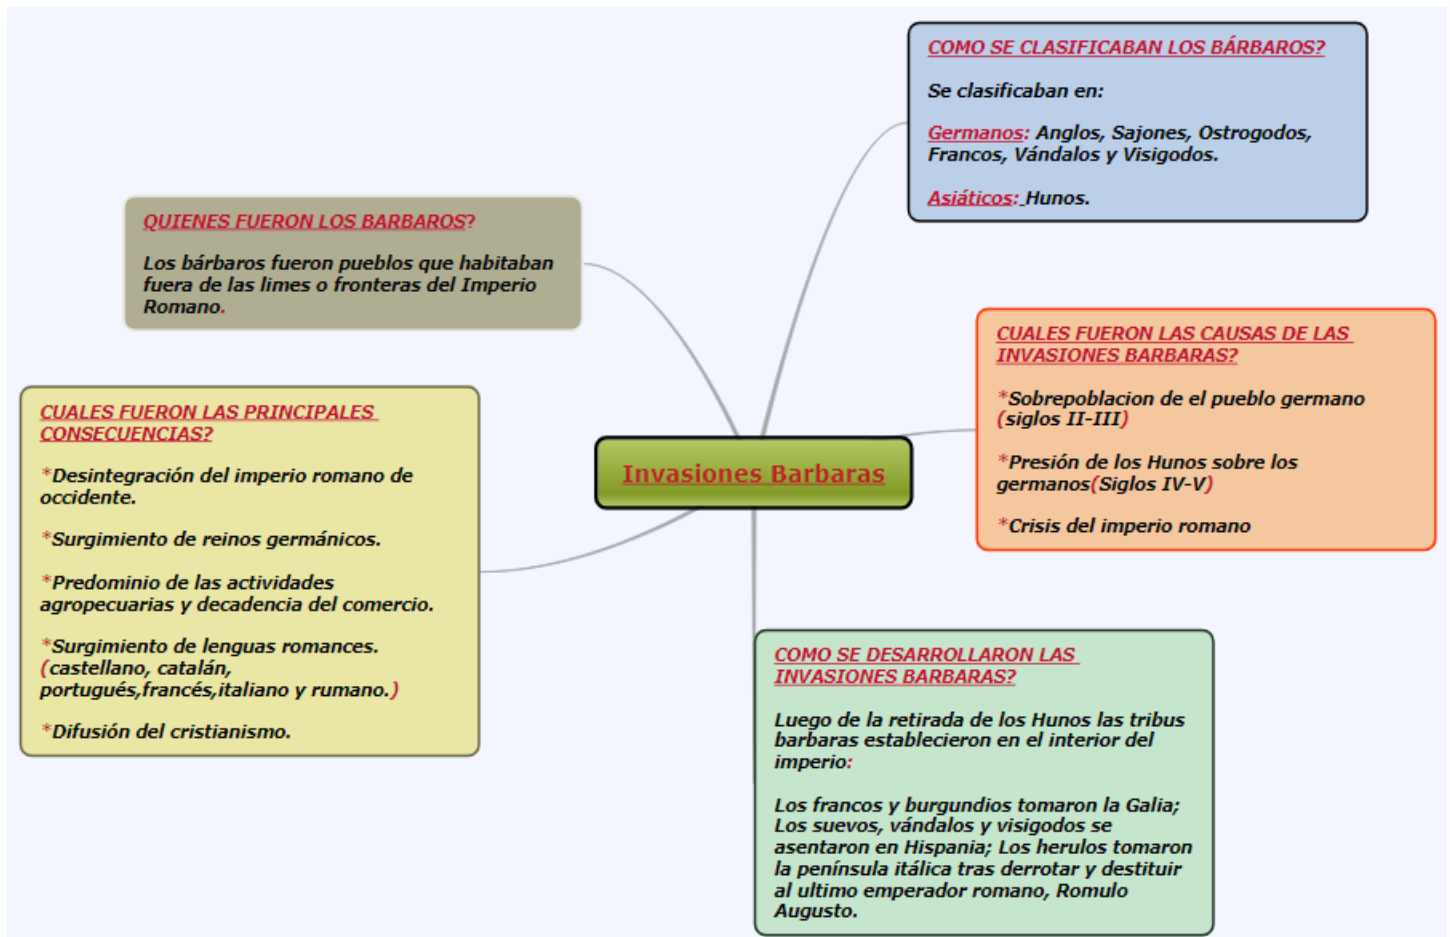 COMO SE CLASIFICABAN LOS BÁRBAROS?
Se clasificaban en:
Germanos: Anglos, Sajones, Ostrogodos,
Francos, Vándalos y Visigodos.
Asiáticos: Hunos.
QUIENES FUERON LOS BARBAROS?
Los bárbaros fueron pueblos que habitaban
fuera de las limes o fronteras del Imperio
Romano.
CUALES FUERON LAS CAUSAS DE LAS
INVASIONES BARBARAS?
*Sobrepoblacion de el pueblo germano
(siglos II-III)
*Presión de los Hunos sobre los
germanos(Siglos IV-V)
*Crisis del imperio romano
CUALES FUERON LAS PRINCIPALES
CONSECUENCIAS?
*Desintegración del imperio romano de
occidente.
*Surgimiento de reinos germánicos.
*Predominio de las actividades
agropecuarias y decadencia del comercio.
*Surgimiento de lenguas romances.
(castellano, catalán,
portugués,francés,italiano y rumano.)
*Difusión del cristianismo.
Invasiones Barbaras
COMO SE DESARROLLARON LAS
INVASIONES BARBARAS?
Luego de la retirada de los Hunos las tribus
barbaras establecieron en el interior del
imperio:
Los francos y burgundios tomaron la Galia;
Los suevos, vándalos y visigodos se
asentaron en Hispania; Los herulos tomaron
la península itálica tras derrotar y destituir
al ultimo emperador romano, Romulo
Augusto.